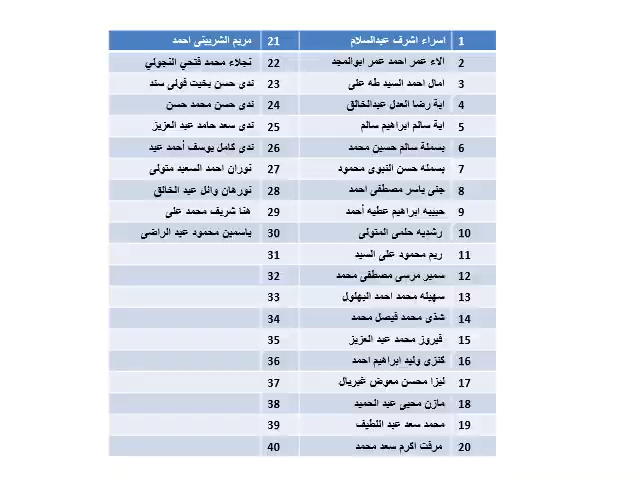 1 اسراء اشرف عبدالسلام 21 مريم الشربينى احمد
2 الاء عمر احمد عمر ابوالمجد 22 نجلاء محمد فتحي النجولي
3 امال احمد السيد طه على 23 ندى حسن بخيت فولى سند
4 اية رضا العدل عبدالخالق 24 ندى حسن محمد حسن
5 اية سالم ابراهيم سالم 25 ندى سعد حامد عبد العزيز
6 بسملة سالم حسين محمد 26 ندى كامل يوسف أحمد عيد
7 بسمله حسن النبوى محمود 27 نوران احمد السعيد متولى
8 جنى ياسر مصطفى احمد 28 نورهان وائل عبد الخالق
9 حبيبه ابراهيم عطيه أحمد 29 هنا شريف محمد على
10 رشديه حلمى المتولى 30 ياسمين محمود عبد الراضى
11 ريم محمود على السيد 31
12 سمير مرسى مصطفى محمد 32
13 سهيله محمد احمد البهلول 33
14 شذى محمد فيصل محمد 34
15 فيروز محمد عبد العزيز 35
16 كنزى وليد ابراهيم احمد 36
17 ليزا محسن معوض غبريال 37
18 مازن محيى عبد الحميد 38
19 محمد سعد عبد اللطيف 39
20 مرفت اكرم سعد محمد 40